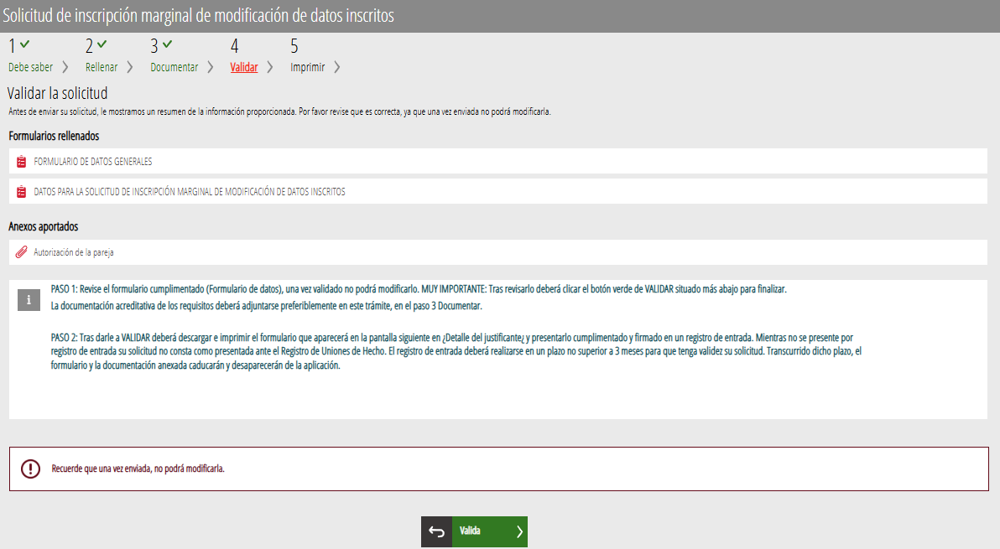 Solicitud de inscripción marginal de modificación de datos inscritos
1 2 3 4 5
Debe saber Rellenar Documentar Validar Imprimir
Validar la solicitud
Antes de enviar su solicitud, le mostramos un resumen de la información proporcionada. Por favor revise que es correcta, ya que una vez enviada no podrá modificarla.
Formularios rellenados
FORMULARIO DE DATOS GENERALES
DATOS PARA LA SOLICITUD DE INSCRIPCIÓN MARGINAL DE MODIFICACIÓN DE DATOS INSCRITOS
Anexos aportados
Autorización de la pareja
i
PASO 1: Revise el formulario cumplimentado (Formulario de datos), una vez validado no podrá modificarlo. MUY IMPORTANTE: Tras revisarlo deberá clicar el botón verde de VALIDAR situado más abajo para finalizar.
La documentación acreditativa de los requisitos deberá adjuntarse preferiblemente en este trámite, en el paso 3 Documentar.
PASO 2: Tras darle a VALIDAR deberá descargar e imprimir el formulario que aparecerá en la pantalla siguiente en ¿Detalle del justificante¿ y presentarlo cumplimentado y firmado en un registro de entrada. Mientras no se presente por
registro de entrada su solicitud no consta como presentada ante el Registro de Uniones de Hecho. El registro de entrada deberá realizarse en un plazo no superior a 3 meses para que tenga validez su solicitud. Transcurrido dicho plazo, el
formulario y la documentación anexada caducarán y desaparecerán de la aplicación.
Recuerde que una vez enviada, no podrá modificarla.
Valida